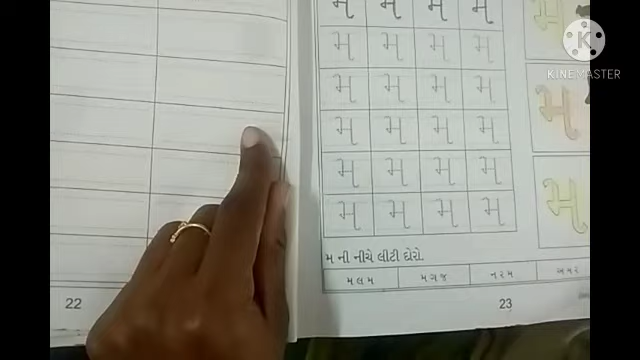 મ મ મ મ
મ મ મ મ મ
મ મ મ મ
KINEMASTER
મ મ મ મ મ
મ મ મ મ
મ મ મ મ મ
મ ની નીચે લીટી દોરો.
મલમ મગજ નરમ અમર
22 23